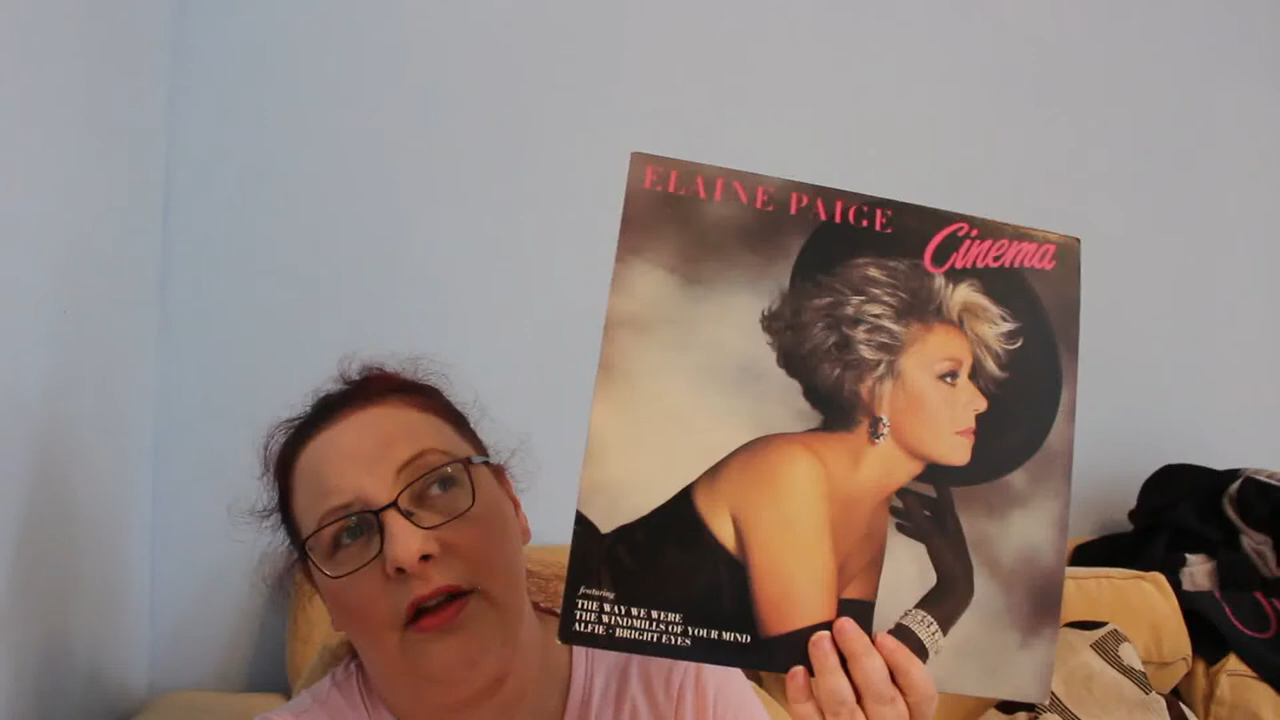 ELAINE PAIGE
Cinema
featuring
THE WAY WE WERE
THE WINDMILLS OF YOUR MIND
ALFIE · BRIGHT EYES